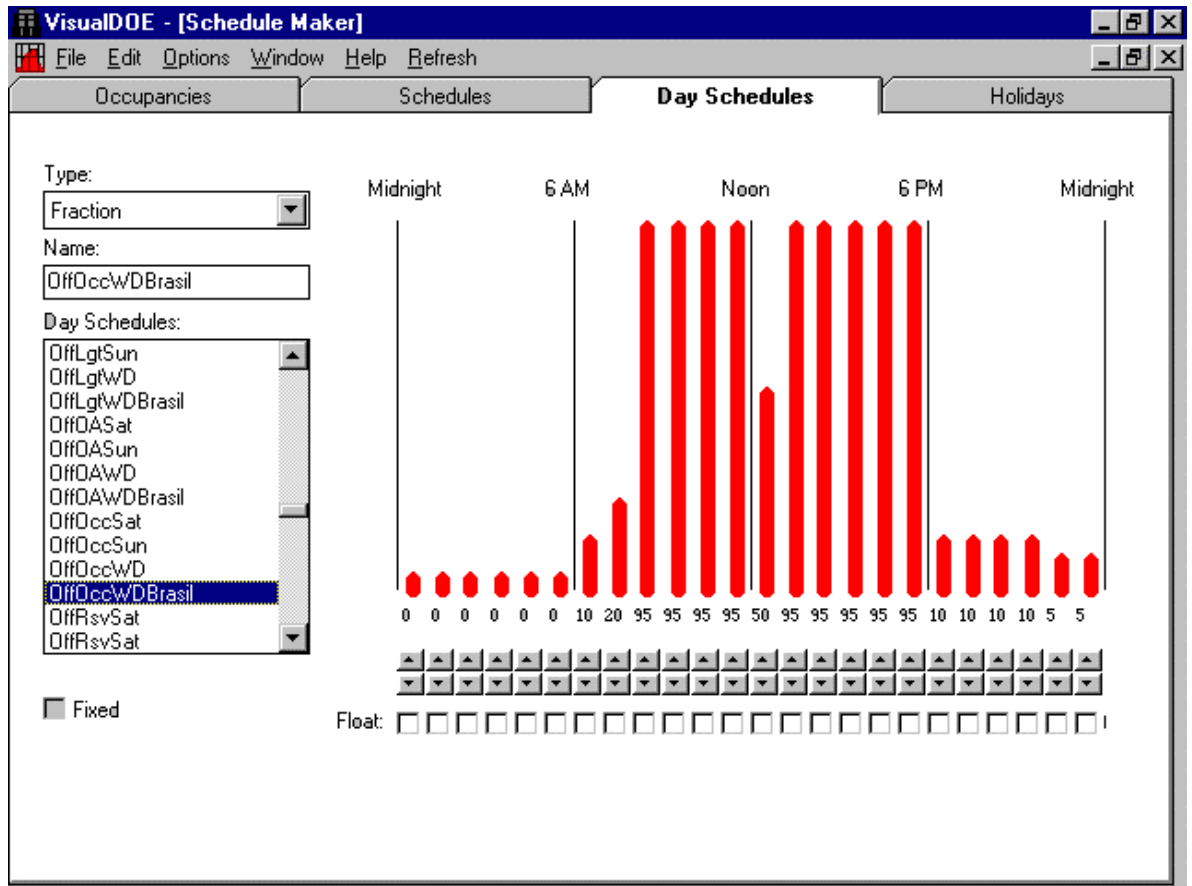 VisualDOE - [Schedule Maker]
File Edit Options Window Help Refresh
Occupancies Schedules Day Schedules Holidays
Type:
Fraction
Name:
OffOccWDBrasil
Day Schedules:
OffLgtSun
OffLgtWD
OffLgtWDBrasil
OffOASat
OffOASun
OffOAWD
OffOAWDBrasil
OffOccSat
OffOccSun
OffOccWD
OffOccWDBrasil
OffRsvSat
OffRsvSat
Fixed
Midnight 6 AM Noon 6 PM Midnight
0 0 0 0 0 0 10 20 95 95 95 95 50 95 95 95 95 95 10 10 10 10 5 5
Float: